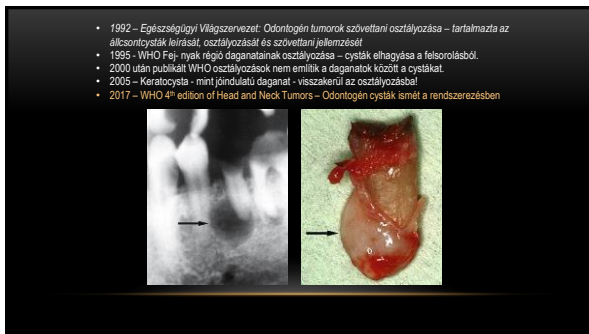 • 1992 – Egészségügyi Világszervezet: Odontogén tumorok szövettani osztályozása – tartalmazta az
állcsontcysták leírását, osztályozását és szövettani jellemzését
• 1995 - WHO Fej- nyak régió daganatainak osztályozása – cysták elhagyása a felsorolásból.
• 2000 után publikált WHO osztályozások nem említik a daganatok között a cystákat.
• 2005 – Keratocysta - mint jóindulatú daganat - visszakerül az osztályozásba!
• 2017 – WHO 4th edition of Head and Neck Tumors – Odontogén cysták ismét a rendszerezésben